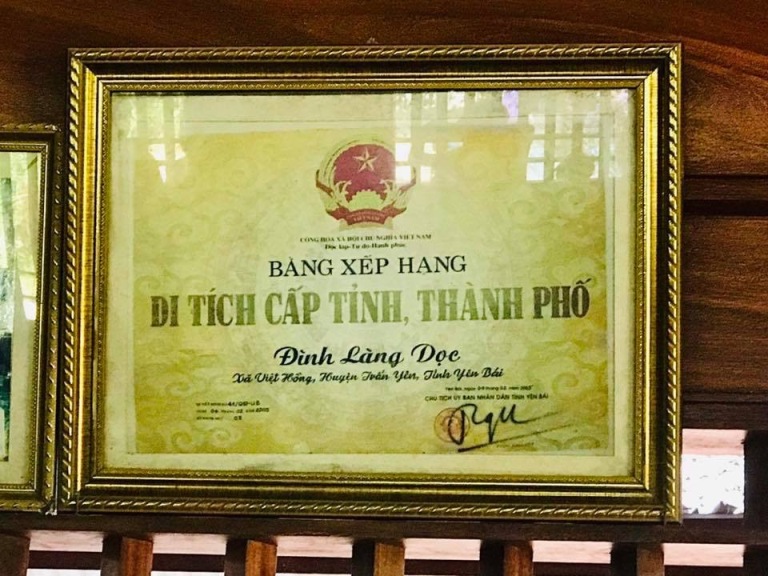 VIỆT NAM
CỘNG HÒA XÃ HỘI CHỦ NGHĨA VIỆT NAM
Độc lập-Tự do-Hạnh phúc
BẰNG XẾP HẠNG
DI TÍCH CẤP TỈNH, THÀNH PHỐ
Đình Làng Dọc
Xã Việt Hồng, Huyện Trấn Yên, Tỉnh Yên Bái
CHỦ TỊCH ỦY BAN NHÂN DÂN TỈNH YÊN BÁI